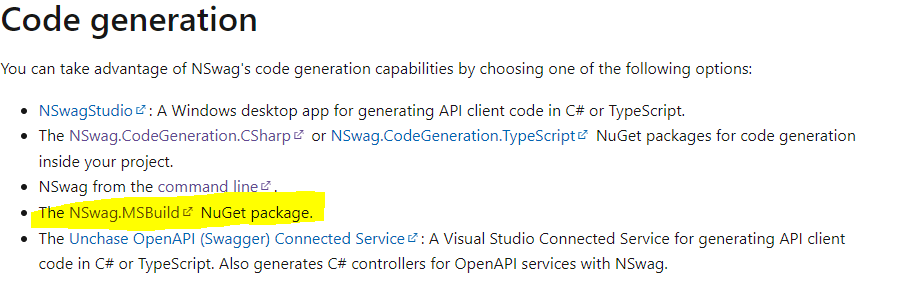 Code generation
You can take advantage of NSwag's code generation capabilities by choosing one of the following options:
• NSwagStudio : A Windows desktop app for generating API client code in C# or TypeScript.
• The NSwag.CodeGeneration.CSharp or NSwag.CodeGeneration.TypeScript NuGet packages for code generation
inside your project.
• NSwag from the command line .
• The NSwag.MSBuild NuGet package.
• The Unchase OpenAPI (Swagger) Connected Service : A Visual Studio Connected Service for generating API client
code in C# or TypeScript. Also generates C# controllers for OpenAPI services with NSwag.